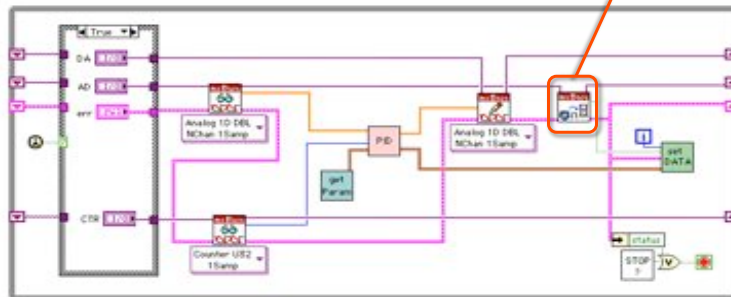 True
DA
AD
err
Analog 1D DBL
NChan 1Samp
PID
get
Param
Analog 1D DBL
NChan 1Samp
i
set
DATA
CTR
Counter U32
1Samp
status
STOP
?
V